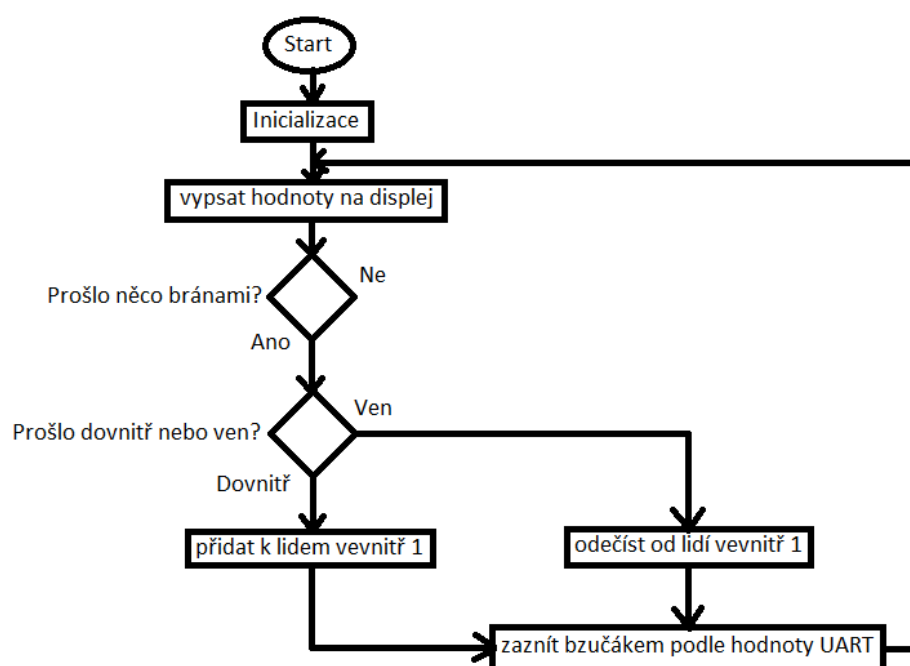 Start
Inicializace
vypsat hodnoty na displej
Ne
Prošlo něco bránami?
Ano
Ven
Prošlo dovnitř nebo ven?
Dovnitř
přidat k lidem vevnitř 1
odečíst od lidí vevnitř 1
zaznít bzučákem podle hodnoty UART